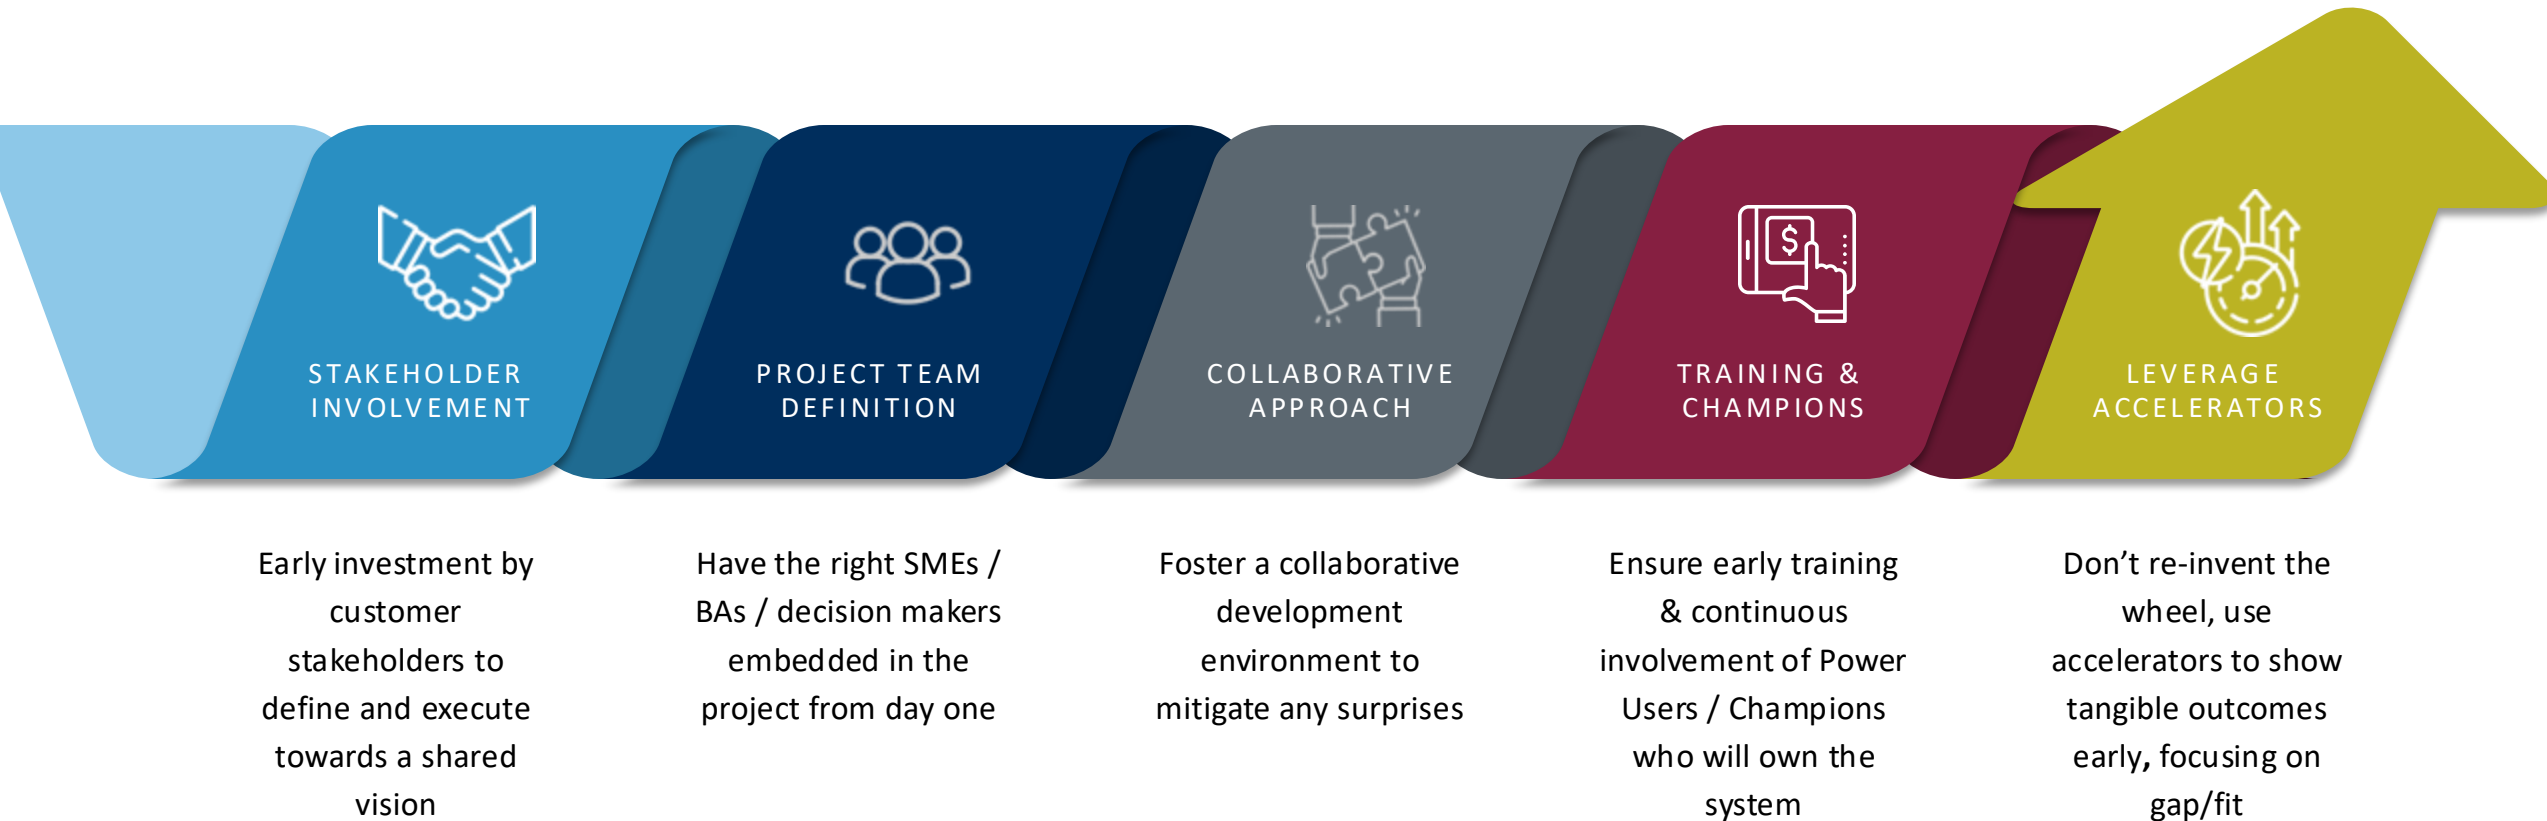 STAKEHOLDER
INVOLVEMENT
PROJECT TEAM
DEFINITION
COLLABORATIVE
APPROACH
$
TRAINING &
CHAMPIONS
LEVERAGE
ACCELERATORS
Early investment by
customer
stakeholders to
define and execute
towards a shared
vision
Have the right SMEs /
BAs / decision makers
embedded in the
project from day one
Foster a collaborative
development
environment to
mitigate any surprises
Ensure early training
& continuous
involvement of Power
Users / Champions
who will own the
system
Don’t re-invent the
wheel, use
accelerators to show
tangible outcomes
early, focusing on
gap/fit